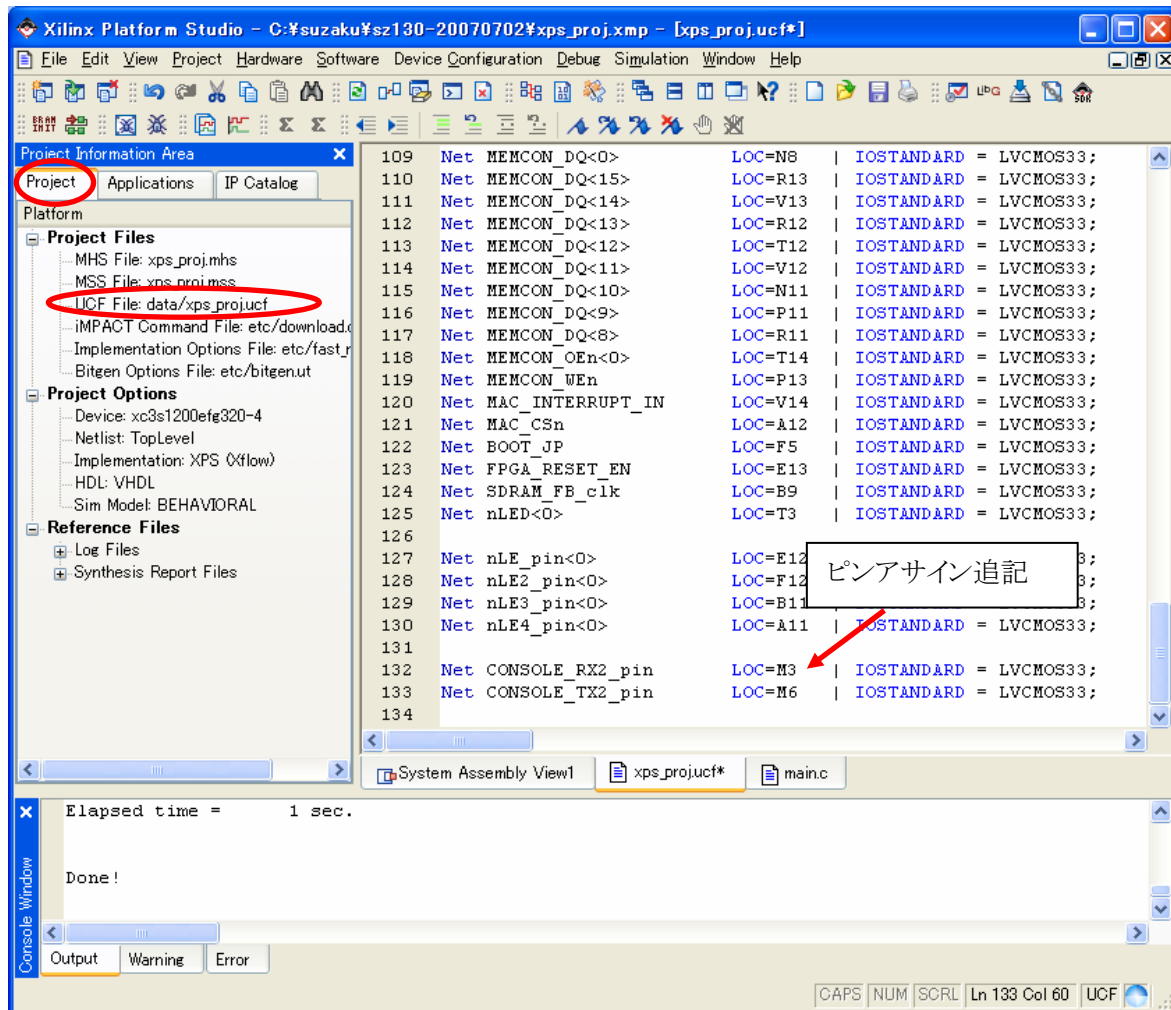 Xilinx Platform Studio - C:¥suzaku¥sz130-20070702¥xps_proj.xmp - [xps_proj.ucf*]
File Edit View Project Hardware Software Device Configuration Debug Simulation Window Help
Project Information Area
Project Applications IP Catalog
Platform
Project Files
MHS File: xps_proj.mhs
MSS File: xps_proj.mss
UCF File: data/xps_proj.ucf
iMPACT Command File: etc/download.c
Implementation Options File: etc/fast_r
Bitgen Options File: etc/bitgen.ut
Project Options
Device: xc3s1200efg320-4
Netlist: TopLevel
Implementation: XPS (Xflow)
HDL: VHDL
Sim Model: BEHAVIORAL
Reference Files
Log Files
Synthesis Report Files
109 Net MEMCON_DQ<0> LOC=N8 | IOSTANDARD = LVCMOS33;
110 Net MEMCON_DQ<15> LOC=R13 | IOSTANDARD = LVCMOS33;
111 Net MEMCON_DQ<14> LOC=V13 | IOSTANDARD = LVCMOS33;
112 Net MEMCON_DQ<13> LOC=R12 | IOSTANDARD = LVCMOS33;
113 Net MEMCON_DQ<12> LOC=T12 | IOSTANDARD = LVCMOS33;
114 Net MEMCON_DQ<11> LOC=V12 | IOSTANDARD = LVCMOS33;
115 Net MEMCON_DQ<10> LOC=N11 | IOSTANDARD = LVCMOS33;
116 Net MEMCON_DQ<9> LOC=P11 | IOSTANDARD = LVCMOS33;
117 Net MEMCON_DQ<8> LOC=R11 | IOSTANDARD = LVCMOS33;
118 Net MEMCON_OEn<0> LOC=T14 | IOSTANDARD = LVCMOS33;
119 Net MEMCON_WEn LOC=P13 | IOSTANDARD = LVCMOS33;
120 Net MAC_INTERRUPT_IN LOC=V14 | IOSTANDARD = LVCMOS33;
121 Net MAC_CSn LOC=A12 | IOSTANDARD = LVCMOS33;
122 Net BOOT_JP LOC=F5 | IOSTANDARD = LVCMOS33;
123 Net FPGA_RESET_EN LOC=E13 | IOSTANDARD = LVCMOS33;
124 Net SDRAM_FB_clk LOC=B9 | IOSTANDARD = LVCMOS33;
125 Net nLED<0> LOC=T3 | IOSTANDARD = LVCMOS33;
126
127 Net nLE_pin<0> LOC=E12 3;
128 Net nLE2_pin<0> LOC=F12 3;
129 Net nLE3_pin<0> LOC=B11 3;
130 Net nLE4_pin<0> LOC=A11 | IOSTANDARD = LVCMOS33;
131
132 Net CONSOLE_RX2_pin LOC=M3 | IOSTANDARD = LVCMOS33;
133 Net CONSOLE_TX2_pin LOC=M6 | IOSTANDARD = LVCMOS33;
134
ピンアサイン追記
System Assembly View1 xps_proj.ucf* main.c
Elapsed time = 1 sec.
Done!
Console Window
Output Warning Error
CAPS NUM SCRL Ln 133 Col 60 UCF